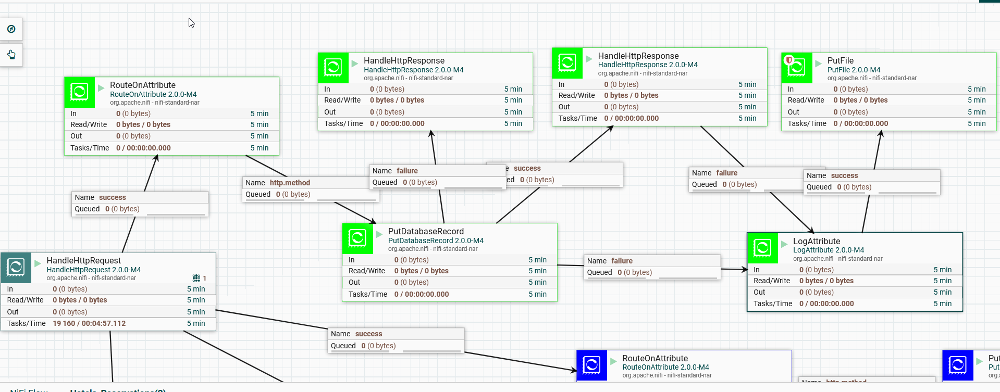 RouteOnAttribute
RouteOnAttribute 2.0.0-M4
org.apache.nifi - nifi-standard-nar
In 0 (0 bytes) 5 min
Read/Write 0 bytes / 0 bytes 5 min
Out 0 (0 bytes) 5 min
Tasks/Time 0 / 00:00:00.000 5 min
HandleHttpResponse
HandleHttpResponse 2.0.0-M4
org.apache.nifi - nifi-standard-nar
In 0 (0 bytes) 5 min
Read/Write 0 bytes / 0 bytes 5 min
Out 0 (0 bytes) 5 min
Tasks/Time 0 / 00:00:00.000 5 min
HandleHttpResponse
HandleHttpResponse 2.0.0-M4
org.apache.nifi - nifi-standard-nar
In 0 (0 bytes) 5 min
Read/Write 0 bytes / 0 bytes 5 min
Out 0 (0 bytes) 5 min
Tasks/Time 0 / 00:00:00.000 5 min
PutFile
PutFile 2.0.0-M4
org.apache.nifi - nifi-standard-nar
In 0 (0 bytes) 5 min
Read/Write 0 bytes / 0 bytes 5 min
Out 0 (0 bytes) 5 min
Tasks/Time 0 / 00:00:00.000 5 min
Name success
Queued 0 (0 bytes)
Name http.method
Queued 0 (0 bytes)
Name failure
Queued 0 (0 bytes)
e success
ed 0 (0 bytes)
Name failure
Queued 0 (0 bytes)
Name success
Queued 0 (0 bytes)
HandleHttpRequest
HandleHttpRequest 2.0.0-M4
org.apache.nifi - nifi-standard-nar
1
In 0 (0 bytes) 5 min
Read/Write 0 bytes / 0 bytes 5 min
Out 0 (0 bytes) 5 min
Tasks/Time 19 160 / 00:04:57.112 5 min
PutDatabaseRecord
PutDatabaseRecord 2.0.0-M4
org.apache.nifi - nifi-standard-nar
In 0 (0 bytes) 5 min
Read/Write 0 bytes / 0 bytes 5 min
Out 0 (0 bytes) 5 min
Tasks/Time 0 / 00:00:00.000 5 min
Name failure
Queued 0 (0 bytes)
LogAttribute
LogAttribute 2.0.0-M4
org.apache.nifi - nifi-standard-nar
In 0 (0 bytes) 5 min
Read/Write 0 bytes / 0 bytes 5 min
Out 0 (0 bytes) 5 min
Tasks/Time 0 / 00:00:00.000 5 min
Name success
Queued 0 (0 bytes)
RouteOnAttribute
RouteOnAttribute 2.0.0-M4
org.apache.nifi - nifi-standard-nar
Name http.method
Put
Put
org.a
NiFi Flow